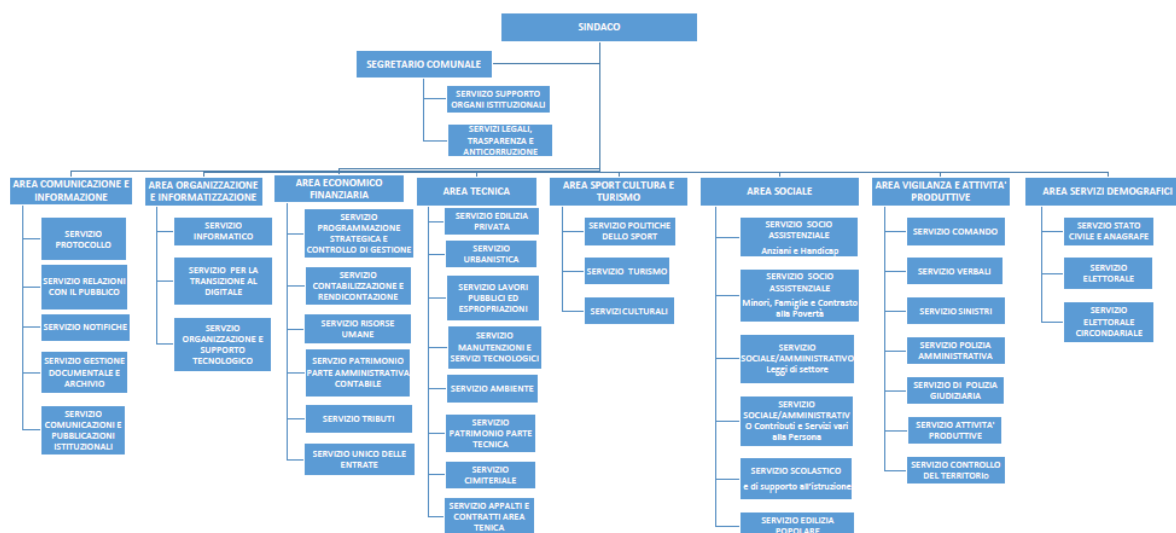 SINDACO
SEGRETARIO COMUNALE
SERVIIZO SUPPORTO
ORGANI ISTITUZIONALI
SERVIZI LEGALI,
TRASPARENZA E
ANTICORRUZIONE
AREA COMUNICAZIONE E
INFORMAZIONE
SERVIZIO
PROTOCOLLO
SERVIZIO RELAZIONI
CON IL PUBBLICO
SERVIZIO NOTIFICHE
SERVIZIO GESTIONE
DOCUMENTALE E
ARCHIVIO
SERVIZIO
COMUNICAZIONI E
PUBBLICAZIONI
ISTITUZIONALI
AREA ORGANIZZAZIONE
E INFORMATIZZAZIONE
SERVIZIO
INFORMATICO
SERVIZIO PER LA
TRANSIZIONE AL
DIGITALE
SERVIZIO
ORGANIZZAZIONE E
SUPPORTO
TECNOLOGICO
AREA ECONOMICO
FINANZIARIA
SERVIZIO
PROGRAMMAZIONE
STRATEGICA E
CONTROLLO DI GESTIONE
SERVIZIO
CONTABILIZZAZIONE E
RENDICONTAZIONE
SERVIZIO RISORSE
UMANE
SERVIZO PATRIMONIO
PARTE AMMINISTRATIVA
CONTABILE
SERVIZIO TRIBUTI
SERVIZIO UNICO DELLE
ENTRATE
AREA TECNICA
SERVIZIO EDILIZIA
PRIVATA
SERVIZIO
URBANISTICA
SERVIZIO LAVORI
PUBBLICI ED
ESPROPRIAZIONI
SERVIZIO
MANUTENZIONI E
SERVIZI TECNOLOGICI
SERVIZIO AMBIENTE
SERVIZIO
PATRIMONIO PARTE
TECNICA
SERVIZIO
CIMITERIALE
SERVIZIO APPALTI E
CONTRATTI AREA
TENICA
AREA SPORT CULTURA E
TURISMO
SERVIZIO POLITICHE
DELLO SPORT
SERVIZIO TURISMO
SERVIZI CULTURALI
AREA SOCIALE
SERVIZIO SOCIO
ASSISTENZIALE
Anziani e Handicap
SERVIZIO SOCIO
ASSISTENZIALE
Minori, Famiglie e Contrasto
alla Povertà
SERVIZIO
SOCIALE/AMMINISTRATIVO
Leggi di settore
SERVIZIO
SOCIALE/AMMINISTRATIV
O Contributi e Servizi vari
alla Persona
SERVIZIO SCOLASTICO
e di supporto all'istruzione
SERVIZIO EDILIZIA
POPOLARE
AREA VIGILANZA E ATTIVITA'
PRODUTTIVE
SERVIZIO COMANDO
SERVIZIO VERBALI
SERVIZIO SINISTRI
SERVIZIO POLIZIA
AMMINISTRATIVA
SERVIZIO DI POLIZIA
GIUDIZIARIA
SERVIZIO ATTIVITA'
PRODUTTIVE
SERVIZIO CONTROLLO
DEL TERRITORIo
AREA SERVIZI DEMOGRAFICI
SERVIZIO STATO
CIVILE E ANAGRAFE
SERVIZIO
ELETTORALE
SERVIZIO
ELETTORALE
CIRCONDARIALE